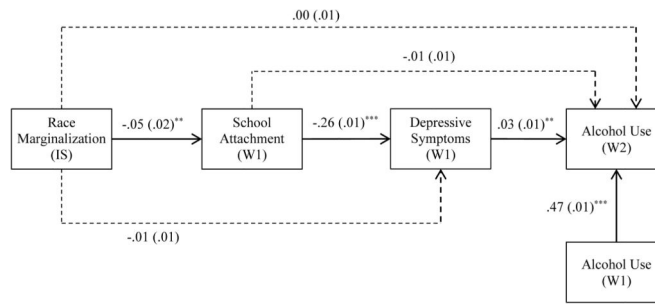 .00 (.01)
-.01 (.01)
Race
Marginalization
(IS)
-.05 (.02)**
School
Attachment
(W1)
-.26 (.01)***
Depressive
Symptoms
(W1)
.03 (.01)**
Alcohol Use
(W2)
-.01 (.01)
.47 (.01)***
Alcohol Use
(W1)